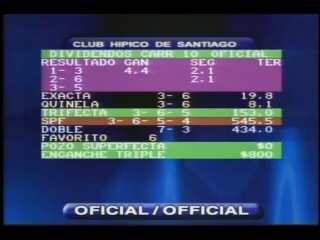 CLUB HIPICO DE SANTIAGO
DIVIDENDOS CARR 10 OFICIAL
RESULTADO GAN SEG TER
1- 3 4.4 2.1
2- 6 2.1
3- 5
EXACTA 3- 6 19.8
QUINELA 3- 6 8.1
TRIFECTA 3- 6- 5 153.0
SPF 3- 6- 5- 4 545.5
DOBLE 7- 3 434.0
FAVORITO 6
POZO SUPERFECTA $0
ENGANCHE TRIPLE $800
OFICIAL / OFFICIAL